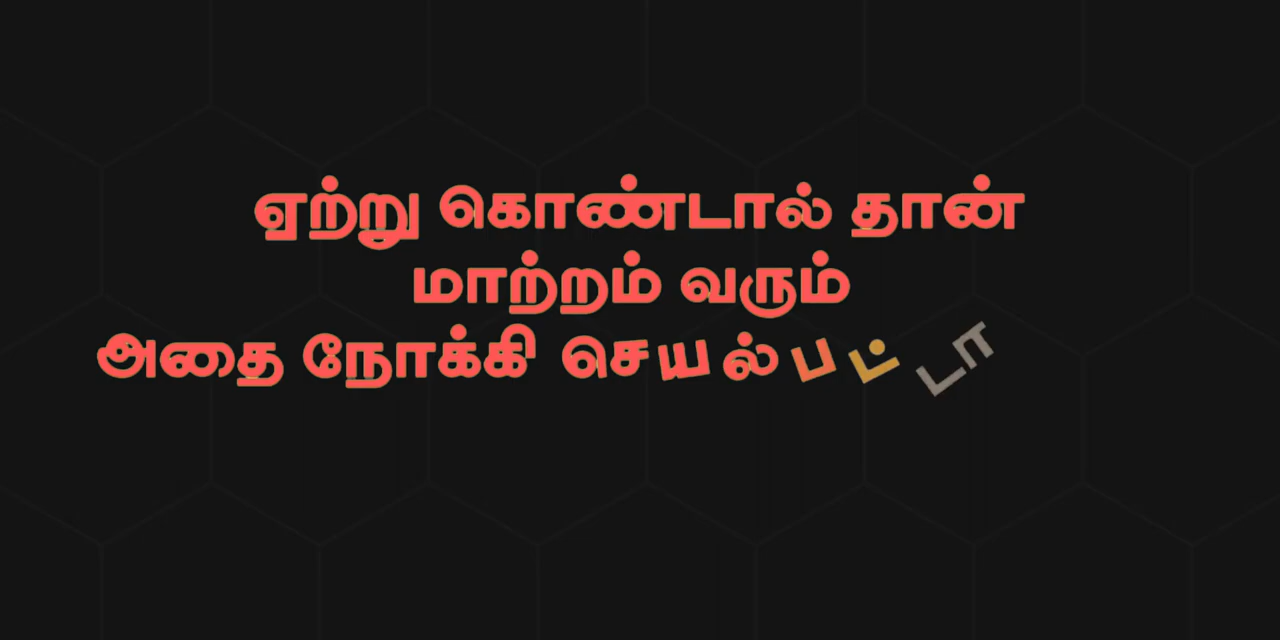 ஏற்று கொண்டால் தான்
மாற்றம் வரும்
அதை நோக்கி செயல்பட்டா